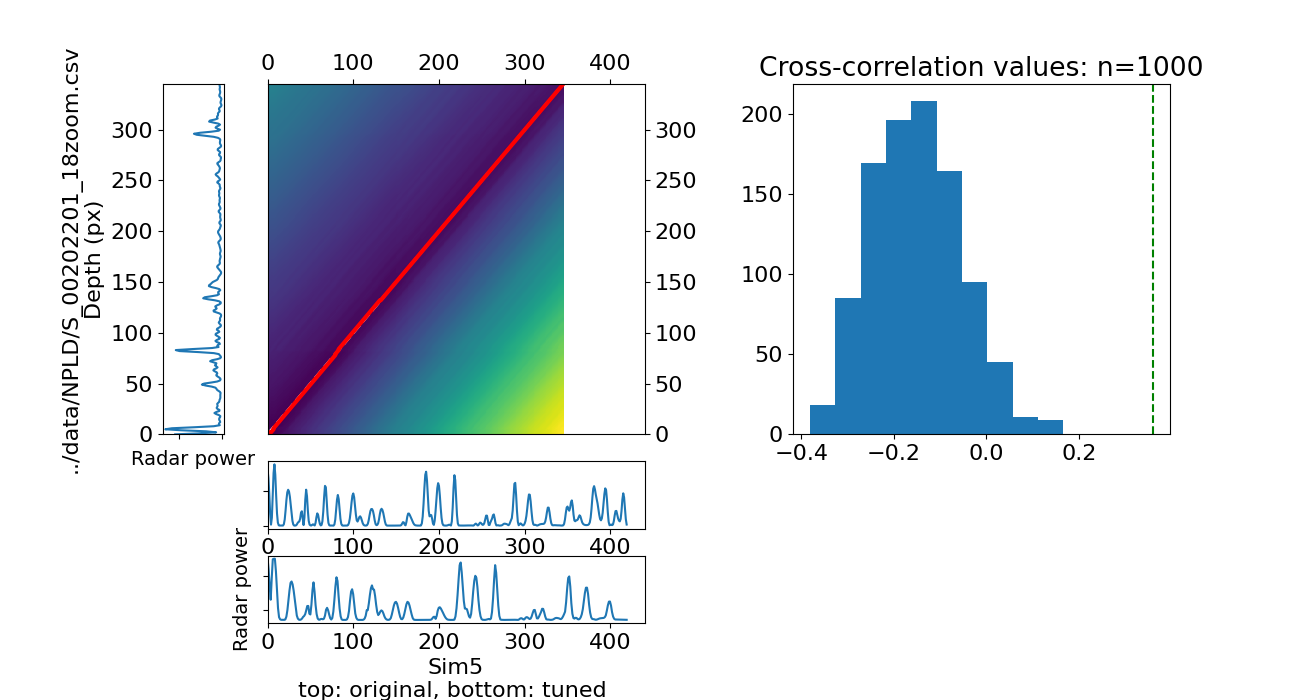 0 100 200 300 400
Cross-correlation values: n=1000
../data/NPLD/S_00202201_18zoom.csv
Depth (px)
300
250
200
150
100
50
0
300
250
200
150
100
50
0
200
150
100
50
0
−0.4 −0.2 0.0 0.2
Radar power
0 100 200 300 400
Radar power
0 100 200 300 400
Sim5
top: original, bottom: tuned